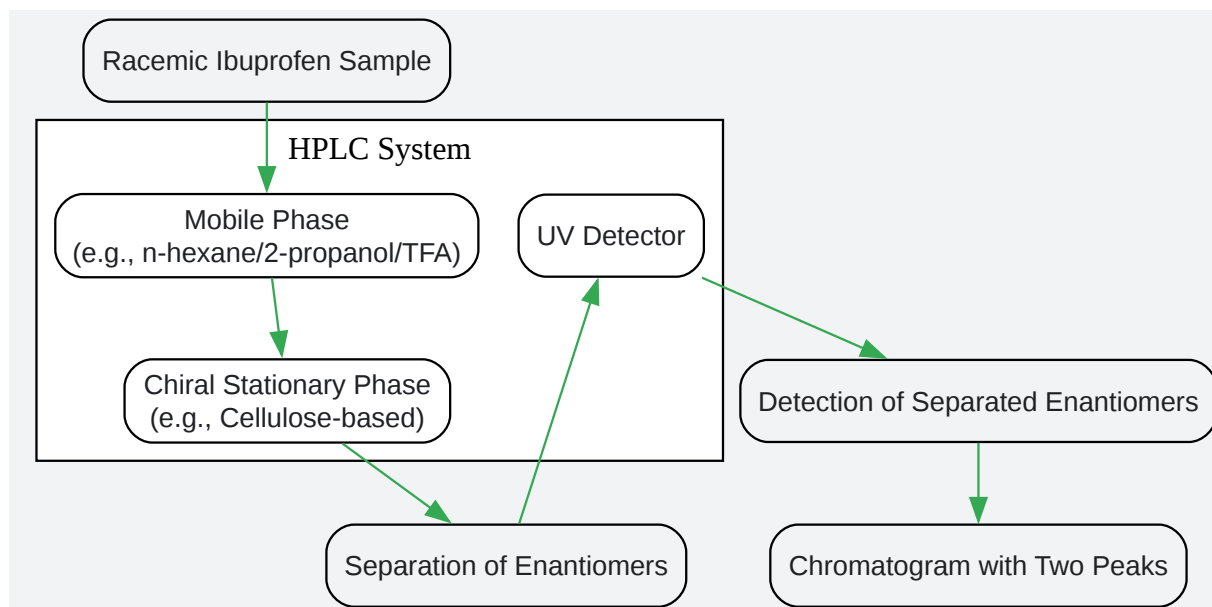 Racemic Ibuprofen Sample
HPLC System
Mobile Phase
(e.g., n-hexane/2-propanol/TFA)
UV Detector
Chiral Stationary Phase
(e.g., Cellulose-based)
Detection of Separated Enantiomers
Separation of Enantiomers
Chromatogram with Two Peaks